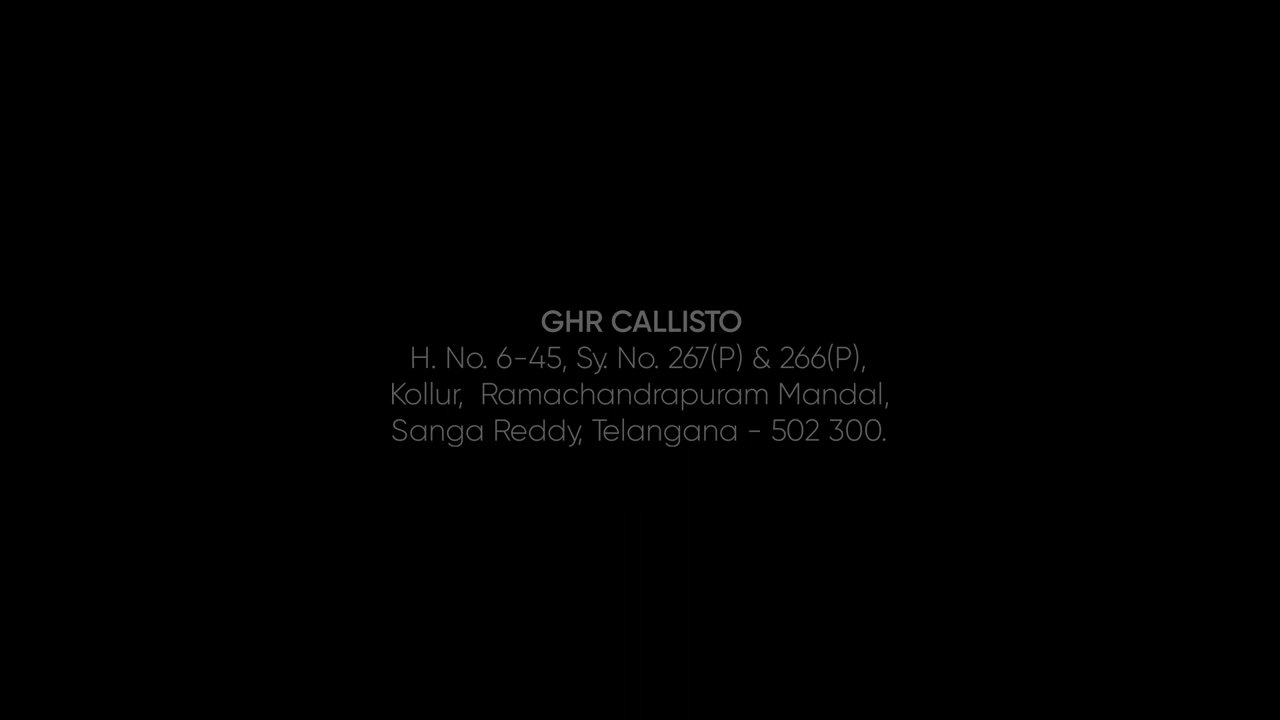 GHR CALLISTO
H. No. 6-45, Sy. No. 267(P) & 266(P),
Kollur, Ramachandrapuram Mandal,
Sanga Reddy, Telangana - 502 300.